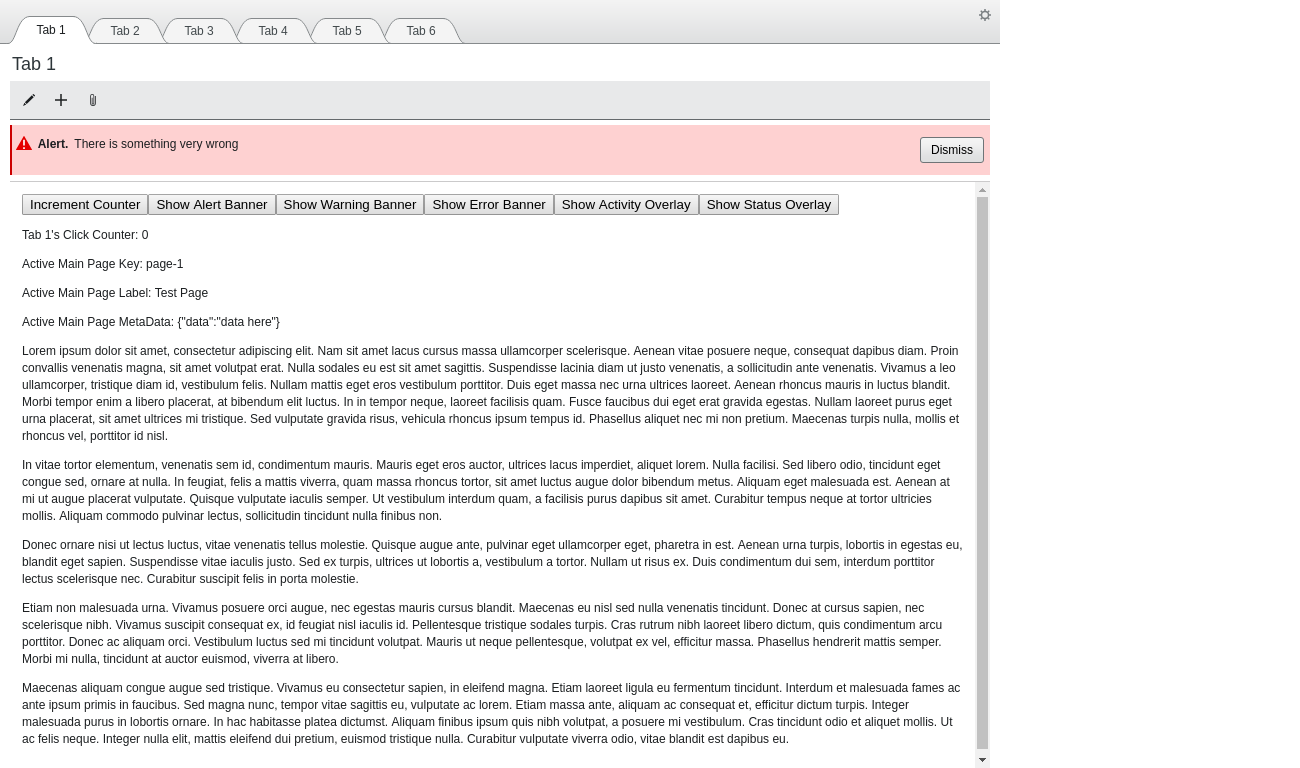 Tab 1
Tab 2
Tab 3
Tab 4
Tab 5
Tab 6
Tab 1
Alert. There is something very wrong
Dismiss
Increment Counter
Show Alert Banner
Show Warning Banner
Show Error Banner
Show Activity Overlay
Show Status Overlay
Tab 1's Click Counter: 0
Active Main Page Key: page-1
Active Main Page Label: Test Page
Active Main Page MetaData: {"data":"data here"}
Lorem ipsum dolor sit amet, consectetur adipiscing elit. Nam sit amet lacus cursus massa ullamcorper scelerisque. Aenean vitae posuere neque, consequat dapibus diam. Proin
convallis venenatis magna, sit amet volutpat erat. Nulla sodales eu est sit amet sagittis. Suspendisse lacinia diam ut justo venenatis, a sollicitudin ante venenatis. Vivamus a leo
ullamcorper, tristique diam id, vestibulum felis. Nullam mattis eget eros vestibulum porttitor. Duis eget massa nec urna ultrices laoreet. Aenean rhoncus mauris in luctus blandit.
Morbi tempor enim a libero placerat, at bibendum elit luctus. In in tempor neque, laoreet facilisis quam. Fusce faucibus dui eget erat gravida egestas. Nullam laoreet purus eget
urna placerat, sit amet ultrices mi tristique. Sed vulputate gravida risus, vehicula rhoncus ipsum tempus id. Phasellus aliquet nec mi non pretium. Maecenas turpis nulla, mollis et
rhoncus vel, porttitor id nisl.
In vitae tortor elementum, venenatis sem id, condimentum mauris. Mauris eget eros auctor, ultrices lacus imperdiet, aliquet lorem. Nulla facilisi. Sed libero odio, tincidunt eget
congue sed, ornare at nulla. In feugiat, felis a mattis viverra, quam massa rhoncus tortor, sit amet luctus augue dolor bibendum metus. Aliquam eget malesuada est. Aenean at
mi ut augue placerat vulputate. Quisque vulputate iaculis semper. Ut vestibulum interdum quam, a facilisis purus dapibus sit amet. Curabitur tempus neque at tortor ultricies
mollis. Aliquam commodo pulvinar lectus, sollicitudin tincidunt nulla finibus non.
Donec ornare nisi ut lectus luctus, vitae venenatis tellus molestie. Quisque augue ante, pulvinar eget ullamcorper eget, pharetra in est. Aenean urna turpis, lobortis in egestas eu,
blandit eget sapien. Suspendisse vitae iaculis justo. Sed ex turpis, ultrices ut lobortis a, vestibulum a tortor. Nullam ut risus ex. Duis condimentum dui sem, interdum porttitor
lectus scelerisque nec. Curabitur suscipit felis in porta molestie.
Etiam non malesuada urna. Vivamus posuere orci augue, nec egestas mauris cursus blandit. Maecenas eu nisl sed nulla venenatis tincidunt. Donec at cursus sapien, nec
scelerisque nibh. Vivamus suscipit consequat ex, id feugiat nisl iaculis id. Pellentesque tristique sodales turpis. Cras rutrum nibh laoreet libero dictum, quis condimentum arcu
porttitor. Donec ac aliquam orci. Vestibulum luctus sed mi tincidunt volutpat. Mauris ut neque pellentesque, volutpat ex vel, efficitur massa. Phasellus hendrerit mattis semper.
Morbi mi nulla, tincidunt at auctor euismod, viverra at libero.
Maecenas aliquam congue augue sed tristique. Vivamus eu consectetur sapien, in eleifend magna. Etiam laoreet ligula eu fermentum tincidunt. Interdum et malesuada fames ac
ante ipsum primis in faucibus. Sed magna nunc, tempor vitae sagittis eu, vulputate ac lorem. Etiam massa ante, aliquam ac consequat et, efficitur dictum turpis. Integer
malesuada purus in lobortis ornare. In hac habitasse platea dictumst. Aliquam finibus ipsum quis nibh volutpat, a posuere mi vestibulum. Cras tincidunt odio et aliquet mollis. Ut
ac felis neque. Integer nulla elit, mattis eleifend dui pretium, euismod tristique nulla. Curabitur vulputate viverra odio, vitae blandit est dapibus eu.